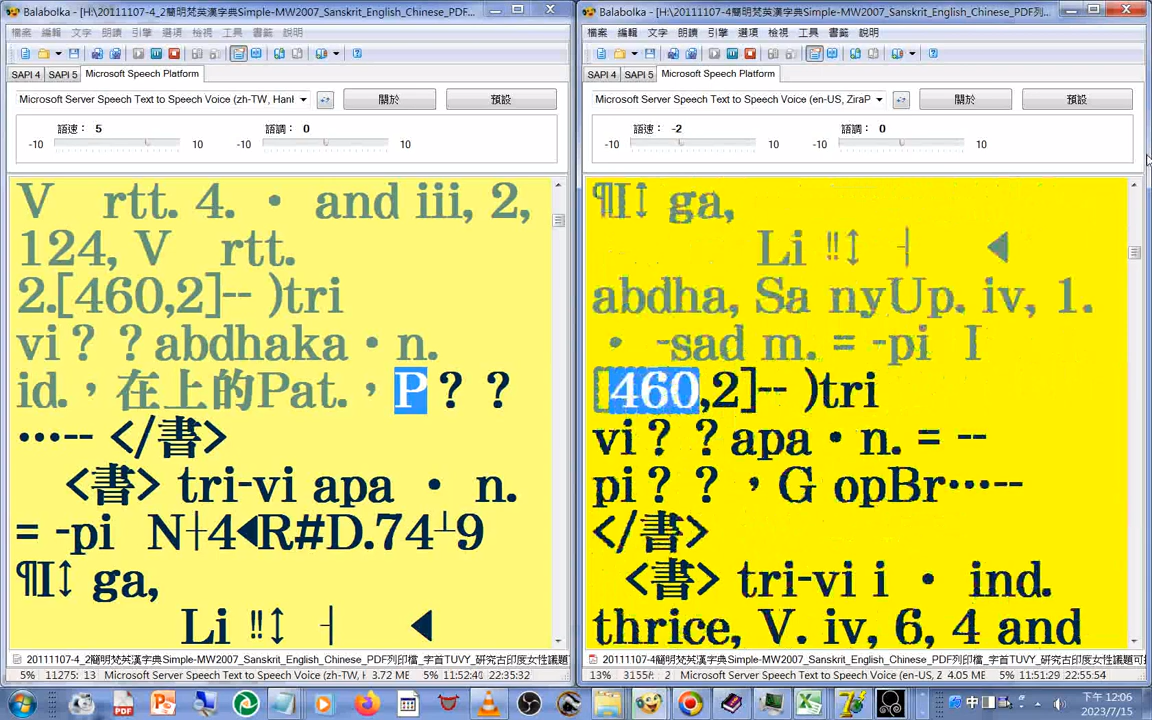 Balabolka - [H:\20111107-4_2簡明梵英漢字典Simple-MW2007_Sanskrit_English_Chinese_PDF...
檔案 編輯 文字 朗讀 引擎 選項 檢視 工具 書籤 說明
SAPI 4 SAPI 5 Microsoft Speech Platform
Microsoft Server Speech Text to Speech Voice (zh-TW, HanH 關於 預設
語速： 5 語調： 0
-10 10 -10 10
V rtt. 4. • and iii, 2,
124, V rtt.
2.[460,2]-- )tri
vi？？abdhaka • n.
id.，在上的Pat.，P？？
…-- </書>
<書> tri-vi apa • n.
= -pi N┼4◀R#D.74┴9
¶I↕ ga,
Li ‼↕ ┤ ◀
20111107-4_2簡明梵英漢字典Simple-MW2007_Sanskrit_English_Chinese_PDF列印檔_字首TUVY_研究古印度女性議題
5% 11275: 13 Microsoft Server Speech Text to Speech Voice (zh-TW, H 3.72 MB 5% 11:52:40 22:35:32
Balabolka - [H:\20111107-4簡明梵英漢字典Simple-MW2007_Sanskrit_English_Chinese_PDF列...
檔案 編輯 文字 朗讀 引擎 選項 檢視 工具 書籤 說明
SAPI 4 SAPI 5 Microsoft Speech Platform
Microsoft Server Speech Text to Speech Voice (en-US, ZiraP 關於 預設
語速： -2 語調： 0
-10 10 -10 10
¶I↕ ga,
Li ‼↕ ┤ ◀
abdha, Sa nyUp. iv, 1.
• -sad m. = -pi I
[460,2]-- )tri
vi？？apa • n. = --
pi？？，G opBr…--
</書>
<書> tri-vi i • ind.
thrice, V. iv, 6, 4 and
20111107-4簡明梵英漢字典Simple-MW2007_Sanskrit_English_Chinese_PDF列印檔_字首TUVY_研究古印度女性議題可
13% Microsoft Server Speech Text to Speech Voice (en-US, Z 4.05 MB 5% 11:51:29 22:55:54
下午 12:06
2023/7/15